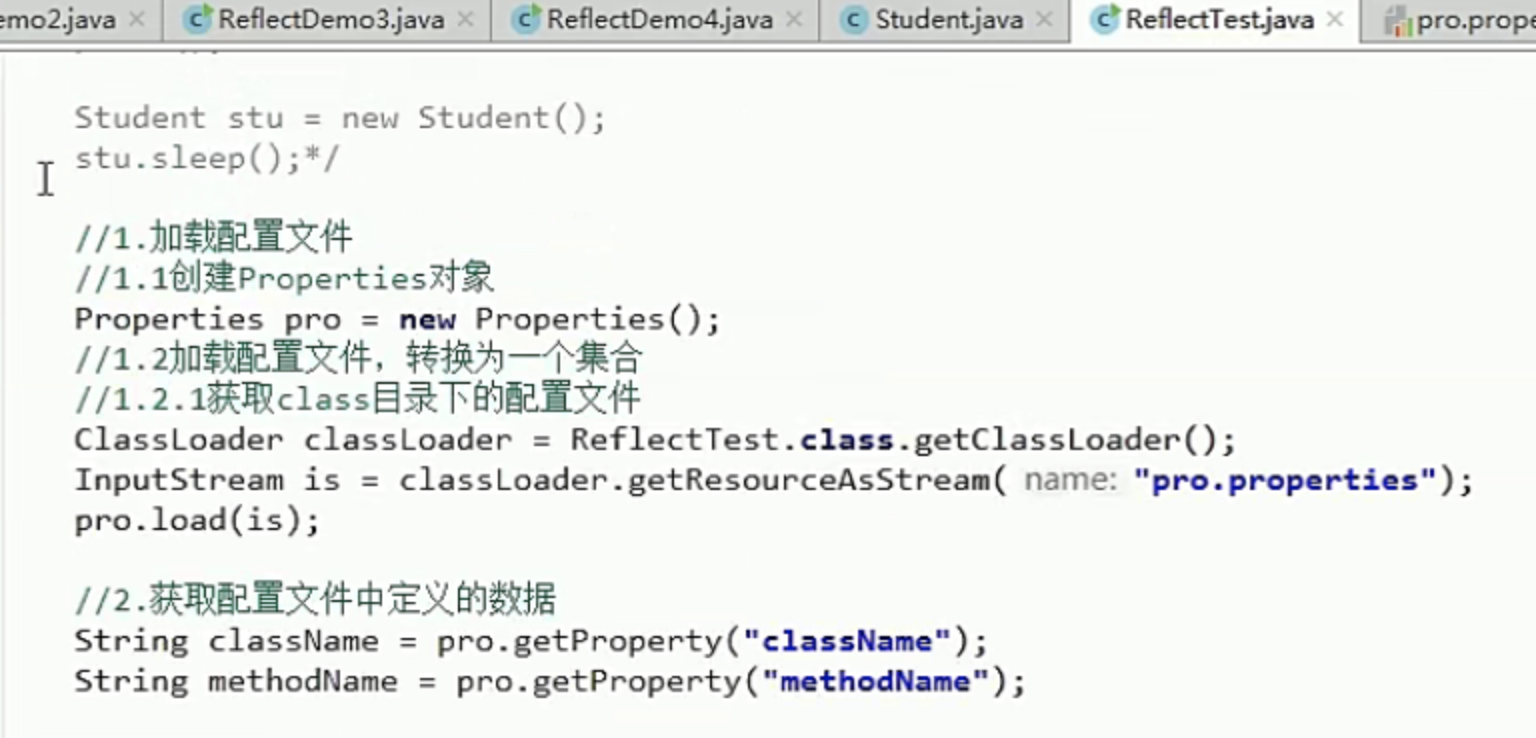 emo2.java
ReflectDemo3.java
ReflectDemo4.java
Student.java
ReflectTest.java
pro.prope
Student stu = new Student();
stu.sleep();*/
//1.加载配置文件
//1.1创建Properties对象
Properties pro = new Properties();
//1.2加载配置文件，转换为一个集合
//1.2.1获取class目录下的配置文件
ClassLoader classLoader = ReflectTest.class.getClassLoader();
InputStream is = classLoader.getResourceAsStream( name: "pro.properties");
pro.load(is);
//2.获取配置文件中定义的数据
String className = pro.getProperty("className");
String methodName = pro.getProperty("methodName");